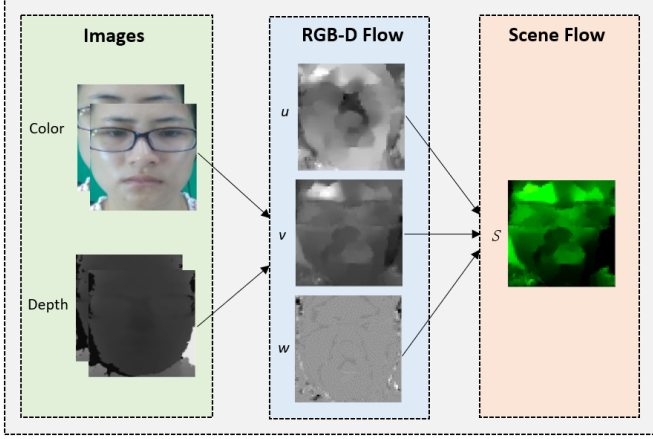 Images
RGB-D Flow
Scene Flow
Color
Depth
u
v
w
S